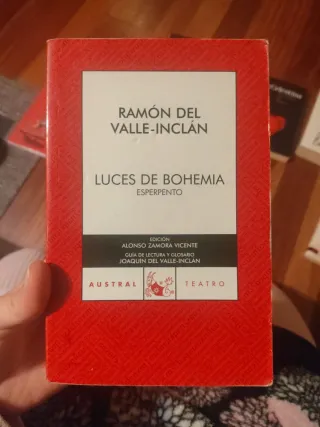 RAMÓN DEL
VALLE-INCLÁN
LUCES DE BOHEMIA
ESPERPENTO
EDICIÓN
ALONSO ZAMORA VICENTE
GUÍA DE LECTURA Y GLOSARIO
JOAQUÍN DEL VALLE-INCLÁN
AUSTRAL TEATRO